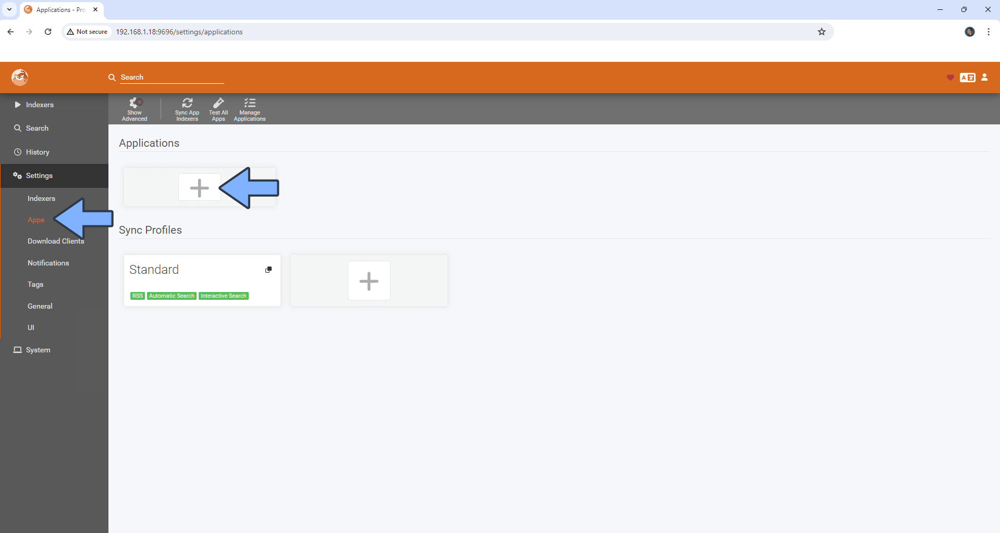 Applications - Pro
Not secure
192.168.1.18:9696/settings/applications
Search
Indexers
Search
History
Settings
Indexers
Apps
Download Clients
Notifications
Tags
General
UI
System
Show Advanced
Sync App Indexers
Test All Apps
Manage Applications
Applications
Sync Profiles
Standard
RSS Automatic Search Interactive Search